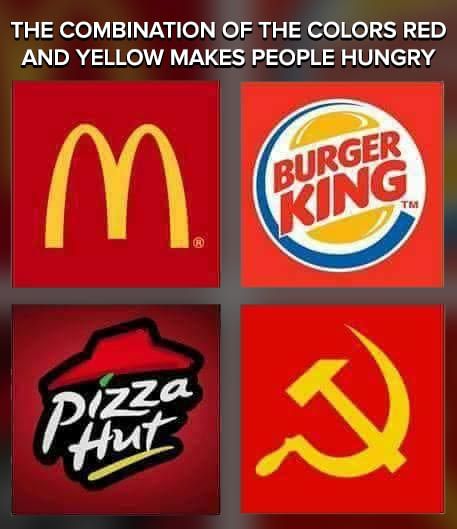 THE COMBINATION OF THE COLORS RED
AND YELLOW MAKES PEOPLE HUNGRY
®
BURGER
KING
TM
Pizza
Hut